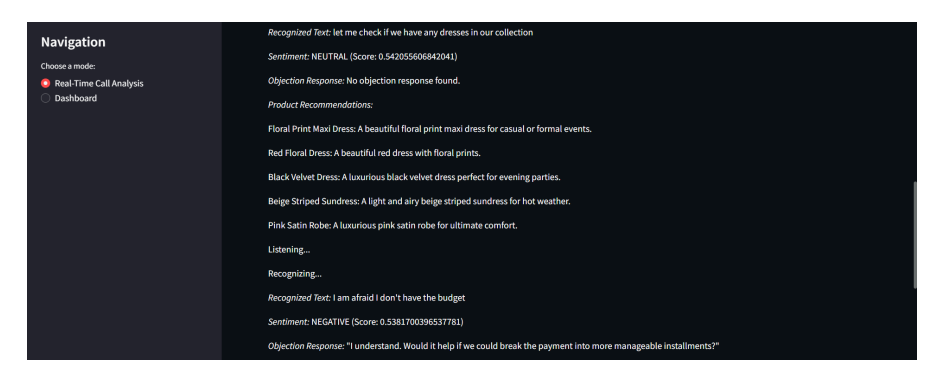 Navigation
Choose a mode:
Real-Time Call Analysis
Dashboard
Recognized Text: let me check if we have any dresses in our collection
Sentiment: NEUTRAL (Score: 0.542055606842041)
Objection Response: No objection response found.
Product Recommendations:
Floral Print Maxi Dress: A beautiful floral print maxi dress for casual or formal events.
Red Floral Dress: A beautiful red dress with floral prints.
Black Velvet Dress: A luxurious black velvet dress perfect for evening parties.
Beige Striped Sundress: A light and airy beige striped sundress for hot weather.
Pink Satin Robe: A luxurious pink satin robe for ultimate comfort.
Listening...
Recognizing...
Recognized Text: I am afraid I don't have the budget
Sentiment: NEGATIVE (Score: 0.5381700396537781)
Objection Response: "I understand. Would it help if we could break the payment into more manageable installments?"